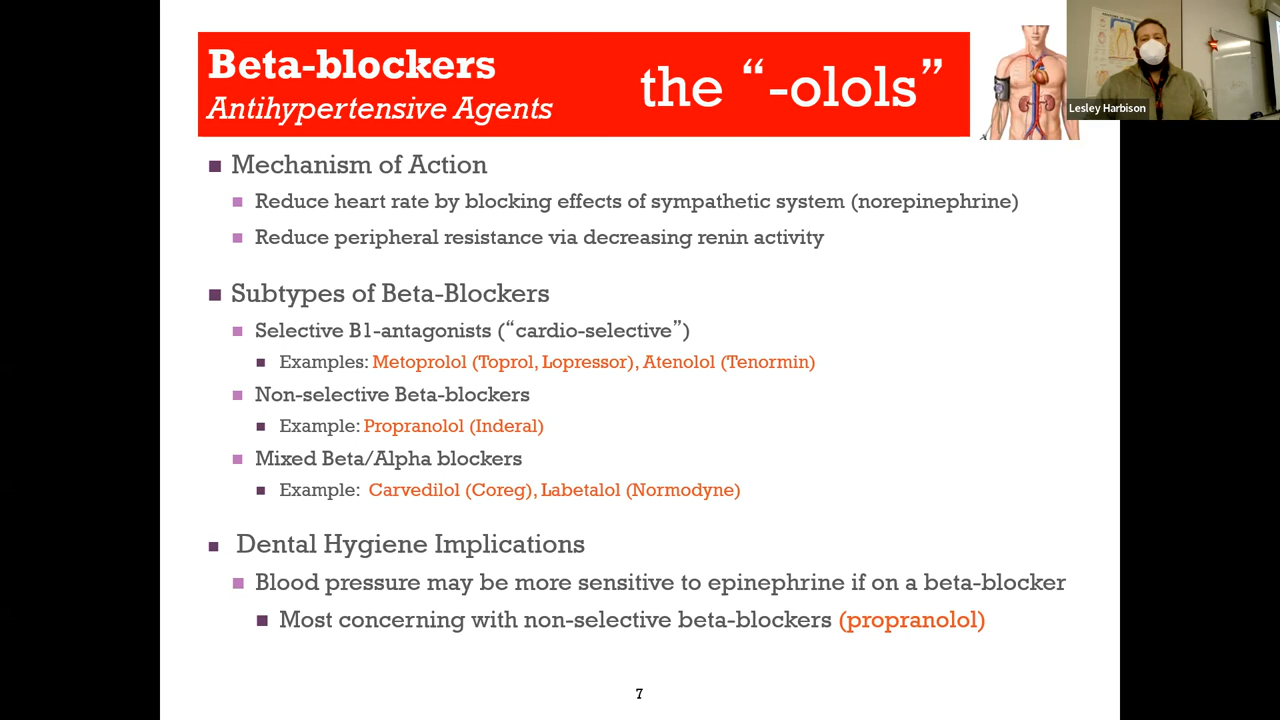 Beta-blockers
Antihypertensive Agents
the “-olols”
Lesley Harbison
Mechanism of Action
Reduce heart rate by blocking effects of sympathetic system (norepinephrine)
Reduce peripheral resistance via decreasing renin activity
Subtypes of Beta-Blockers
Selective B1-antagonists (“cardio-selective”)
Examples: Metoprolol (Toprol, Lopressor), Atenolol (Tenormin)
Non-selective Beta-blockers
Example: Propranolol (Inderal)
Mixed Beta/Alpha blockers
Example: Carvedilol (Coreg), Labetalol (Normodyne)
Dental Hygiene Implications
Blood pressure may be more sensitive to epinephrine if on a beta-blocker
Most concerning with non-selective beta-blockers (propranolol)
7